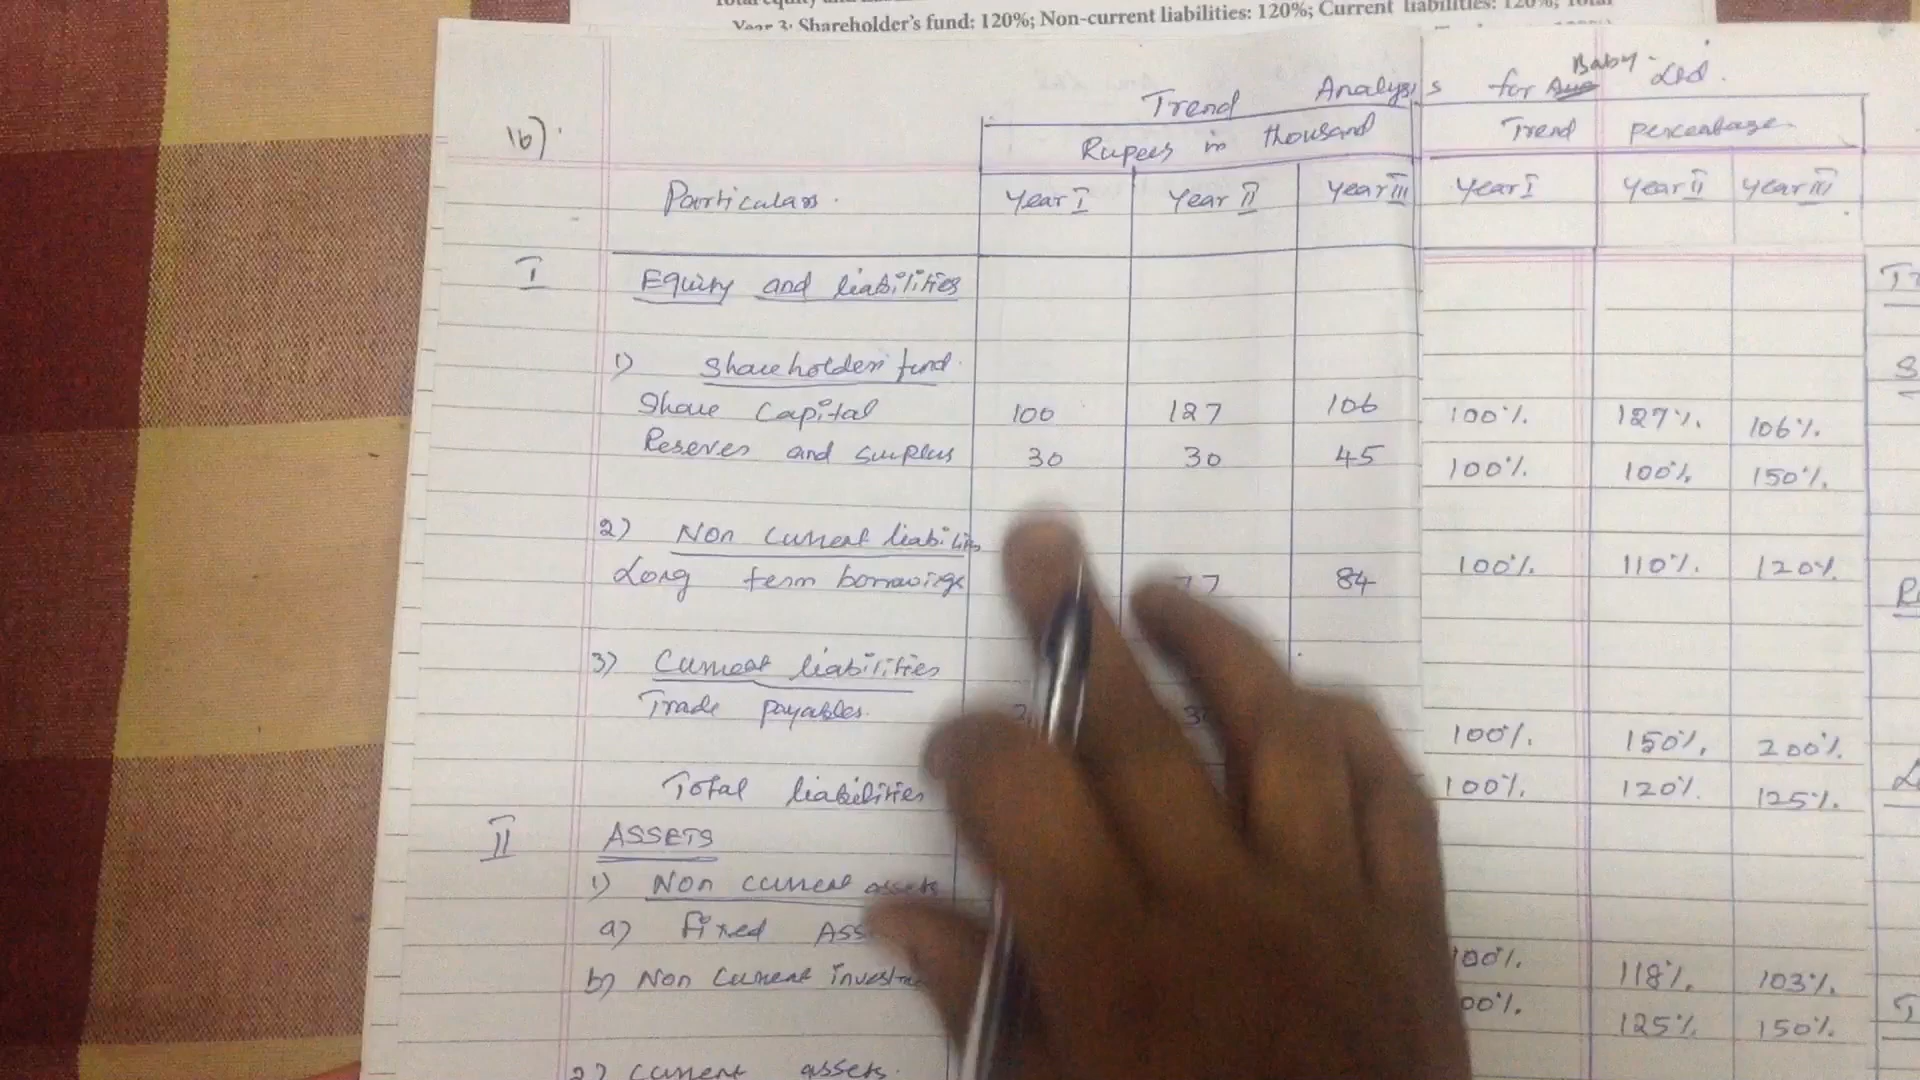 Year 3: Shareholder's fund: 120%; Non-current liabilities: 120%; Current liabilities: 120%; Total
16).
Trend Analysis for Baby Ltd.
Rupees in thousand Trend percentage
Particulars. Year I Year II Year III Year I Year II Year III
I Equity and liabilities
1) Shareholders fund.
Share Capital 100 127 106 100% 127% 106%
Reserves and surplus 30 30 45 100% 100% 150%
2) Non current liabilities
Long term borrowings 77 84 100% 110% 120%
3) Current liabilities
Trade payables. 100% 150% 200%
Total liabilities 100% 120% 125%
II ASSETS
1) Non current assets
a) Fixed Ass 100% 118% 103%
b) Non current 00% 125% 150%
2) current assets.